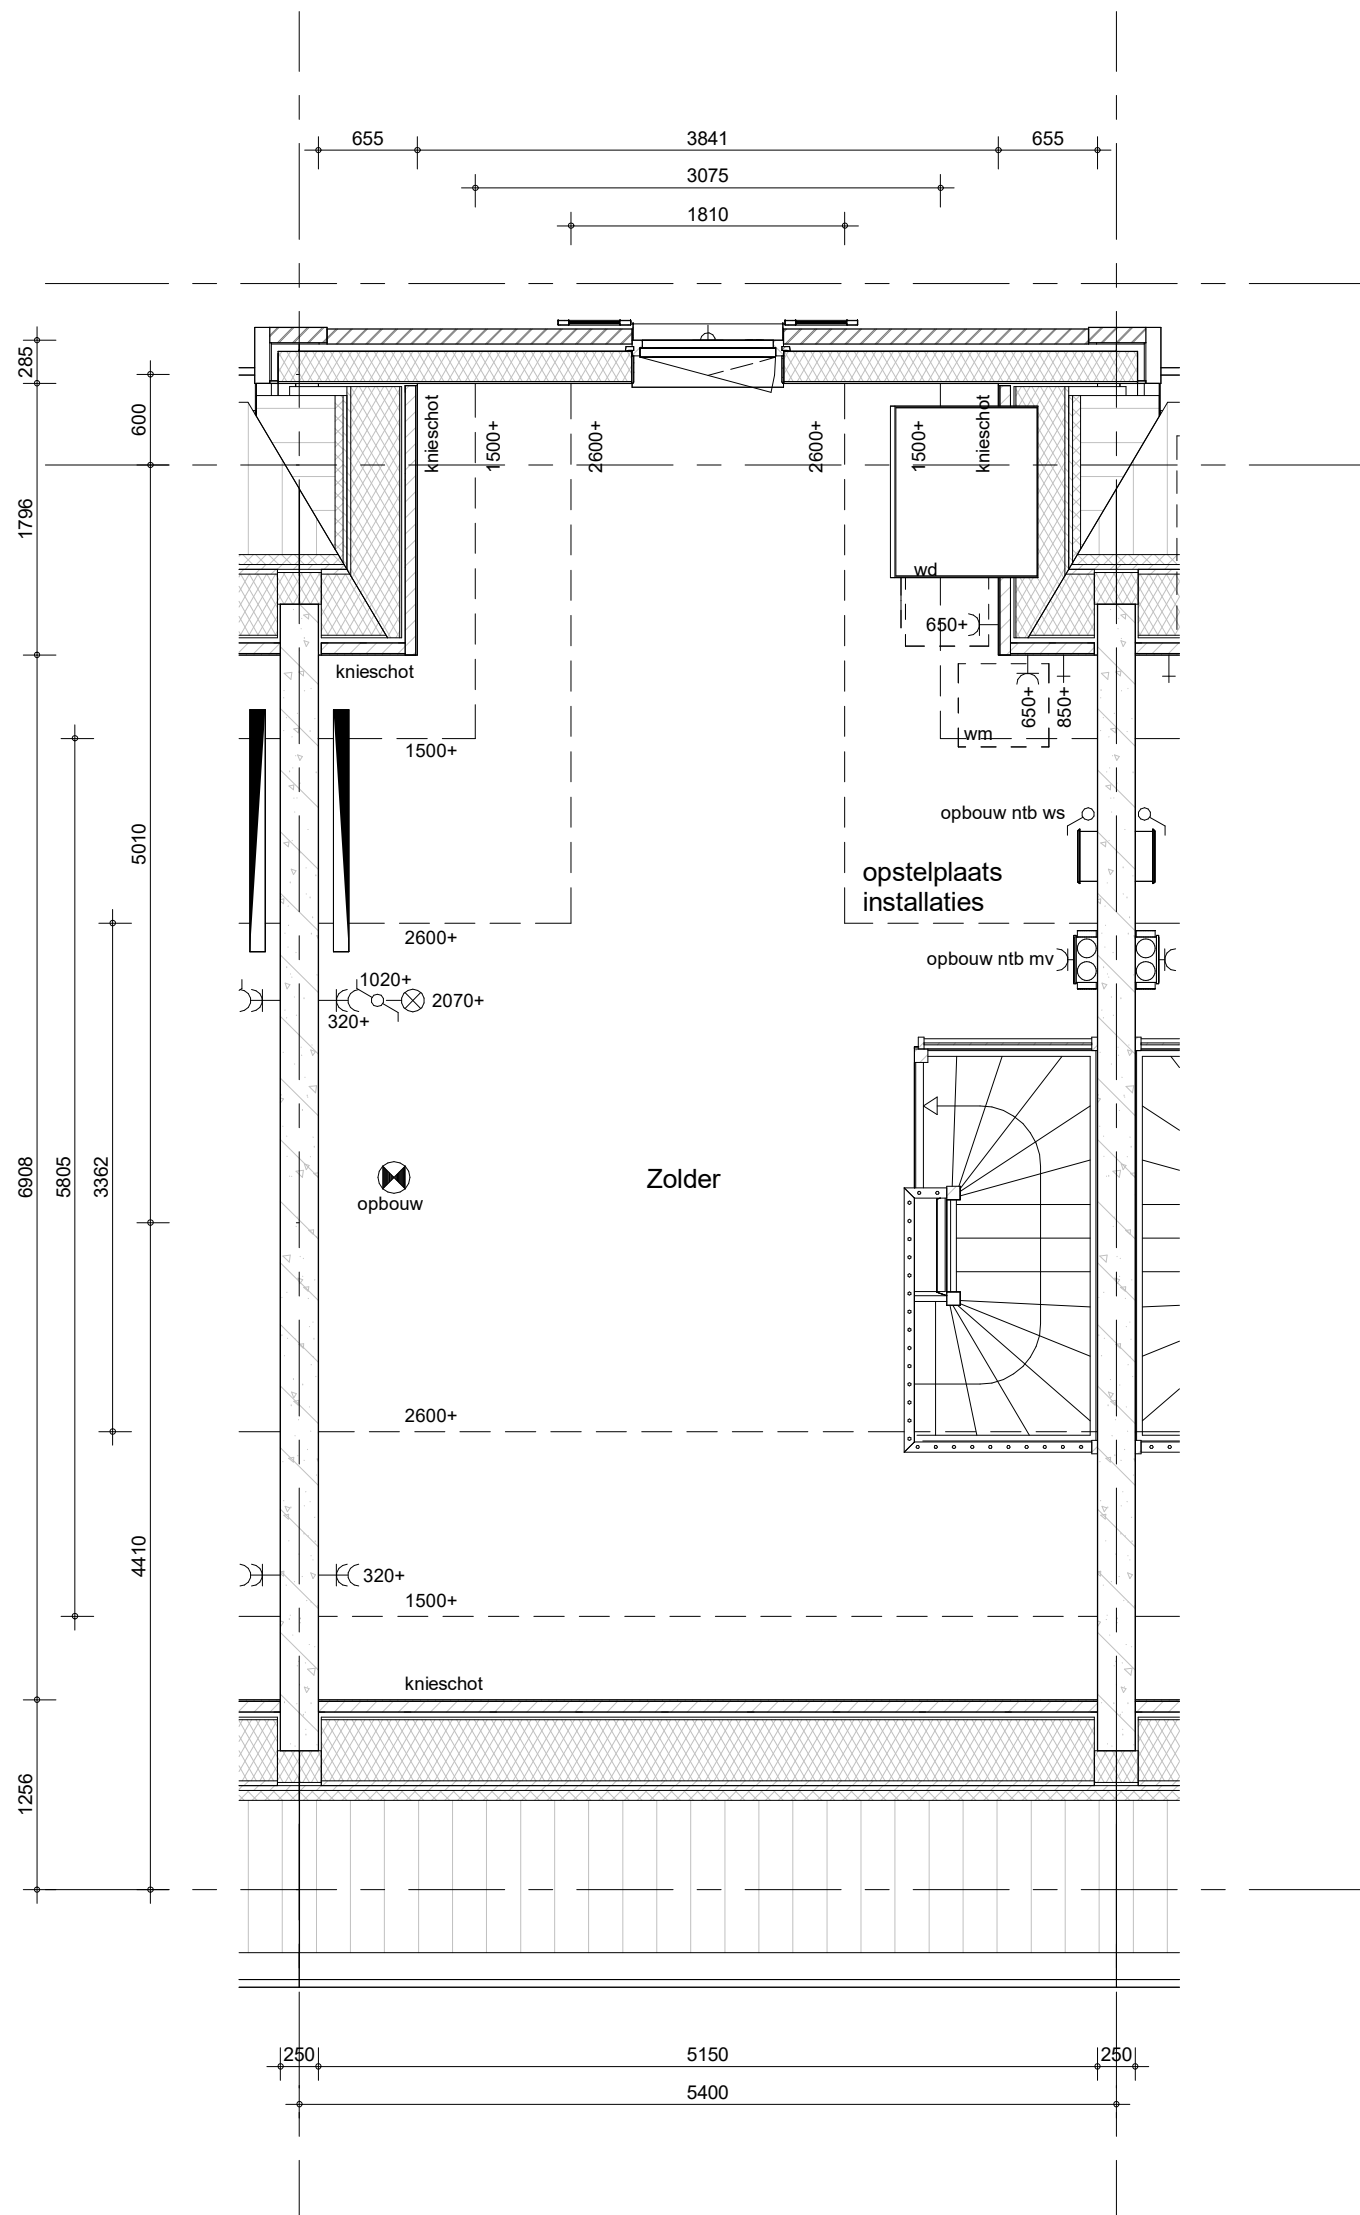 655
3841
655
3075
1810
285
600
1796
knieschot
1500+
2600+
2600+
1500+
knieschot
wd
650+
knieschot
650+
850+
wm
1500+
5010
opbouw ntb ws
opstelplaats
installaties
2600+
opbouw ntb mv
1020+
2070+
320+
6908
5805
3362
Zolder
opbouw
2600+
4410
320+
1500+
knieschot
1256
250
5150
250
5400